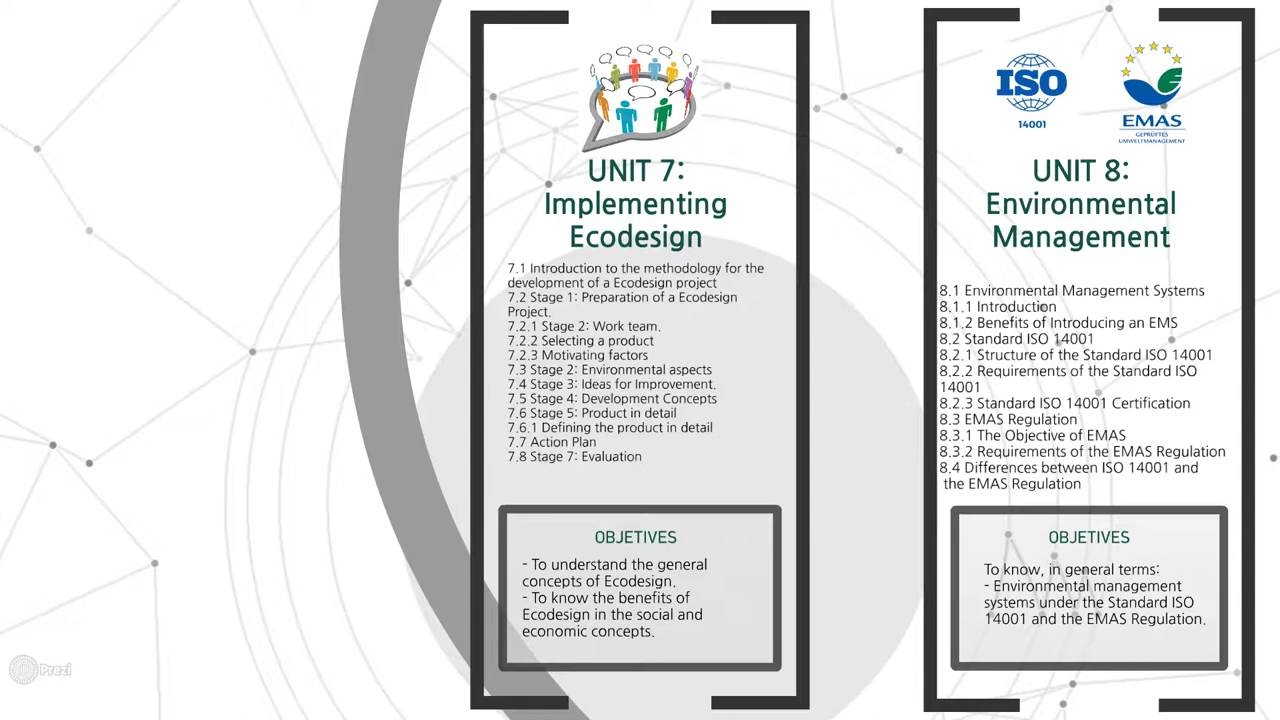 UNIT 7:
Implementing
Ecodesign
7.1 Introduction to the methodology for the
development of a Ecodesign project
7.2 Stage 1: Preparation of a Ecodesign
Project.
7.2.1 Stage 2: Work team.
7.2.2 Selecting a product
7.2.3 Motivating factors
7.3 Stage 2: Environmental aspects
7.4 Stage 3: Ideas for Improvement.
7.5 Stage 4: Development Concepts
7.6 Stage 5: Product in detail
7.6.1 Defining the product in detail
7.7 Action Plan
7.8 Stage 7: Evaluation
OBJETIVES
- To understand the general
concepts of Ecodesign.
- To know the benefits of
Ecodesign in the social and
economic concepts.
ISO
14001
EMAS
GEPRÜFTES
UMWELTMANAGEMENT
UNIT 8:
Environmental
Management
8.1 Environmental Management Systems
8.1.1 Introduction
8.1.2 Benefits of Introducing an EMS
8.2 Standard ISO 14001
8.2.1 Structure of the Standard ISO 14001
8.2.2 Requirements of the Standard ISO
14001
8.2.3 Standard ISO 14001 Certification
8.3 EMAS Regulation
8.3.1 The Objective of EMAS
8.3.2 Requirements of the EMAS Regulation
8.4 Differences between ISO 14001 and
the EMAS Regulation
OBJETIVES
To know, in general terms:
- Environmental management
systems under the Standard ISO
14001 and the EMAS Regulation.
Prezi